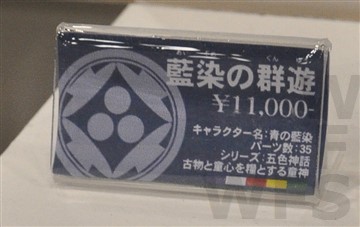 藍染の群遊
¥11,000-
キャラクター名:青の藍染
パーツ数:35
シリーズ:五色神話
古物と童心を糧とする童神